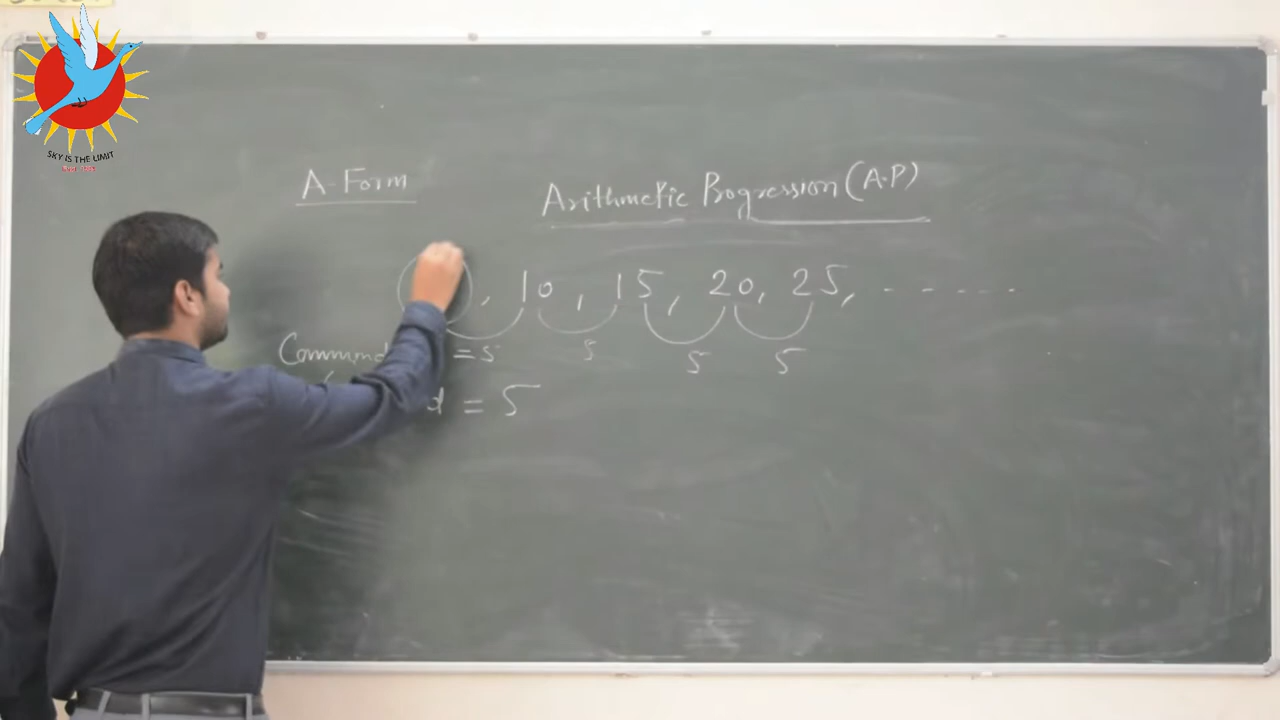 SKY IS THE LIMIT
A-Form
Arithmetic Progression (A.P)
, 10, 15, 20, 25, - - - - -
= 5 5 5 5
d = 5